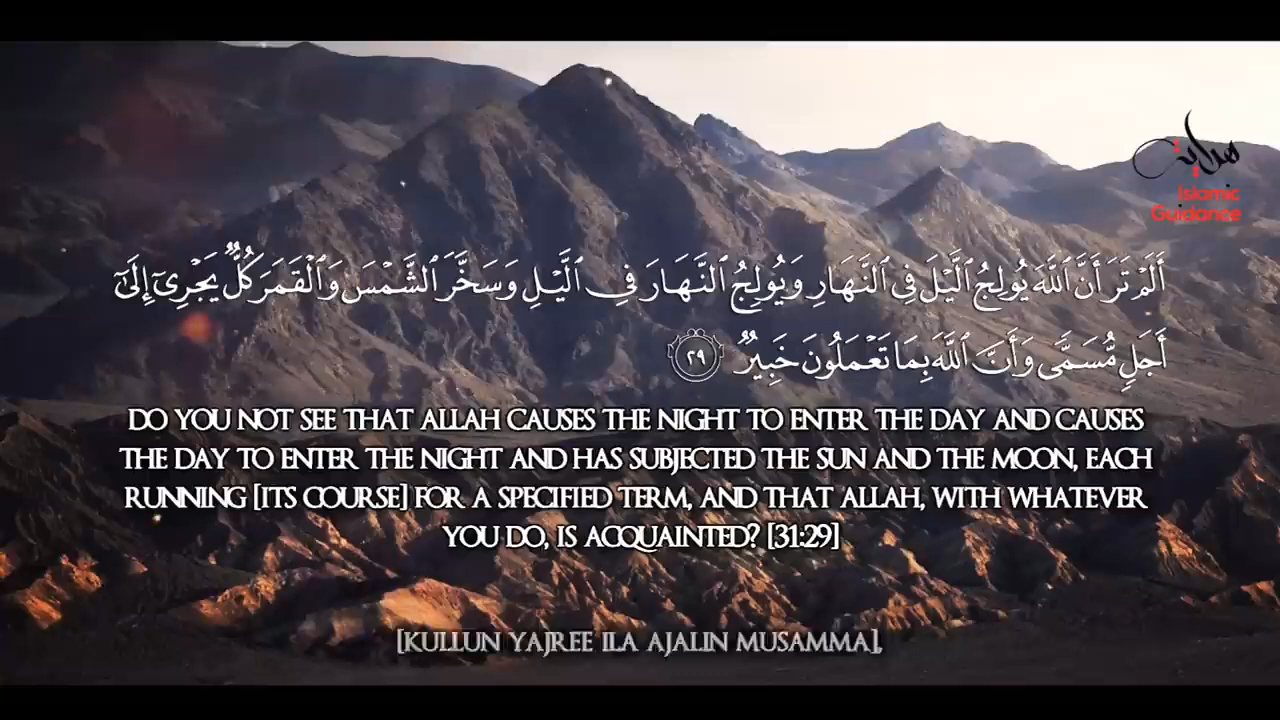 هداية
Islamic
Guidance
أَلَمْ تَرَ أَنَّ ٱللَّهَ يُولِجُ ٱلَّيْلَ فِى ٱلنَّهَارِ وَيُولِجُ ٱلنَّهَارَ فِى ٱلَّيْلِ وَسَخَّرَ ٱلشَّمْسَ وَٱلْقَمَرَ كُلٌّ يَجْرِىٓ إِلَىٰٓ
أَجَلٍ مُّسَمًّى وَأَنَّ ٱللَّهَ بِمَا تَعْمَلُونَ خَبِيرٌ ٢٩
DO YOU NOT SEE THAT ALLAH CAUSES THE NIGHT TO ENTER THE DAY AND CAUSES
THE DAY TO ENTER THE NIGHT AND HAS SUBJECTED THE SUN AND THE MOON, EACH
RUNNING [ITS COURSE] FOR A SPECIFIED TERM, AND THAT ALLAH, WITH WHATEVER
YOU DO, IS ACQUAINTED? [31:29]
[KULLUN YAJREE ILA AJALIN MUSAMMA],